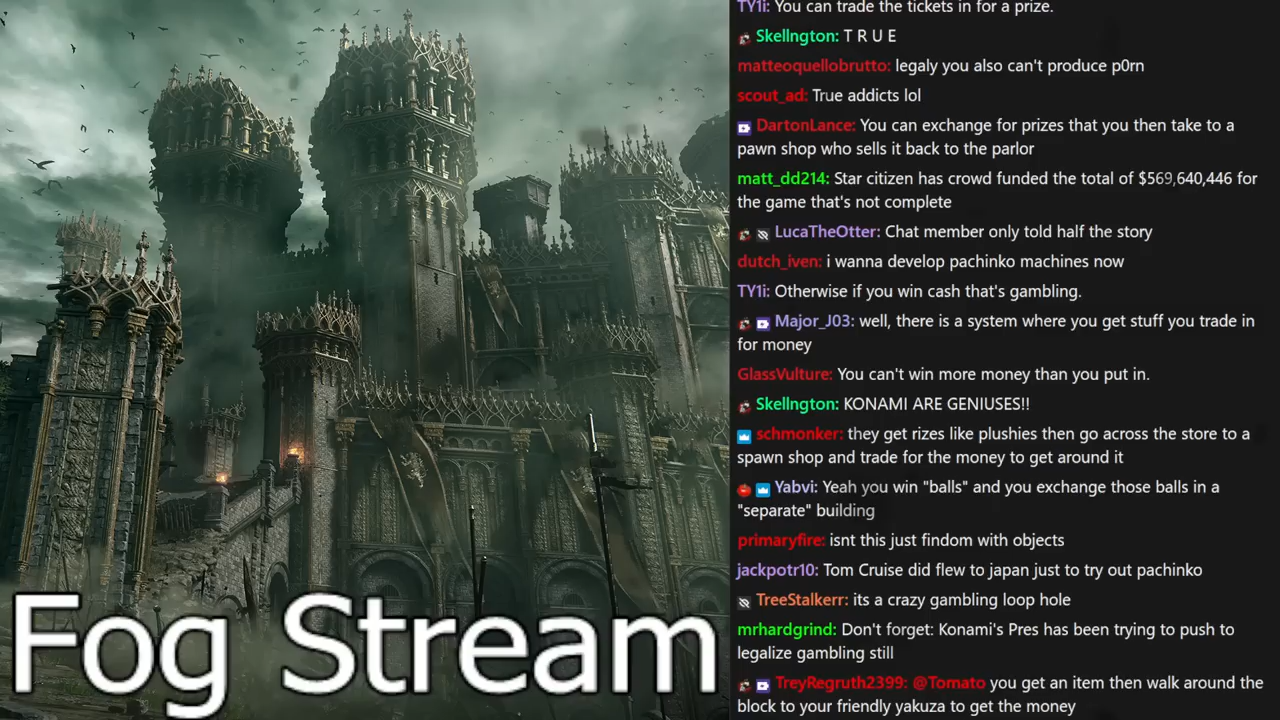 TY1i: You can trade the tickets in for a prize.
Skellngton: T R U E
matteoquellobrutto: legaly you also can't produce p0rn
scout_ad: True addicts lol
DartonLance: You can exchange for prizes that you then take to a
pawn shop who sells it back to the parlor
matt_dd214: Star citizen has crowd funded the total of $569,640,446 for
the game that's not complete
LucaTheOtter: Chat member only told half the story
dutch_iven: i wanna develop pachinko machines now
TY1i: Otherwise if you win cash that's gambling.
Major_J03: well, there is a system where you get stuff you trade in
for money
GlassVulture: You can't win more money than you put in.
Skellngton: KONAMI ARE GENIUSES!!
schmonker: they get rizes like plushies then go across the store to a
spawn shop and trade for the money to get around it
Yabvi: Yeah you win "balls" and you exchange those balls in a
"separate" building
primaryfire: isnt this just findom with objects
jackpotr10: Tom Cruise did flew to japan just to try out pachinko
TreeStalkerr: its a crazy gambling loop hole
mrhardgrind: Don't forget: Konami's Pres has been trying to push to
legalize gambling still
TreyRegruth2399: @Tomato you get an item then walk around the
block to your friendly yakuza to get the money
Fog Stream